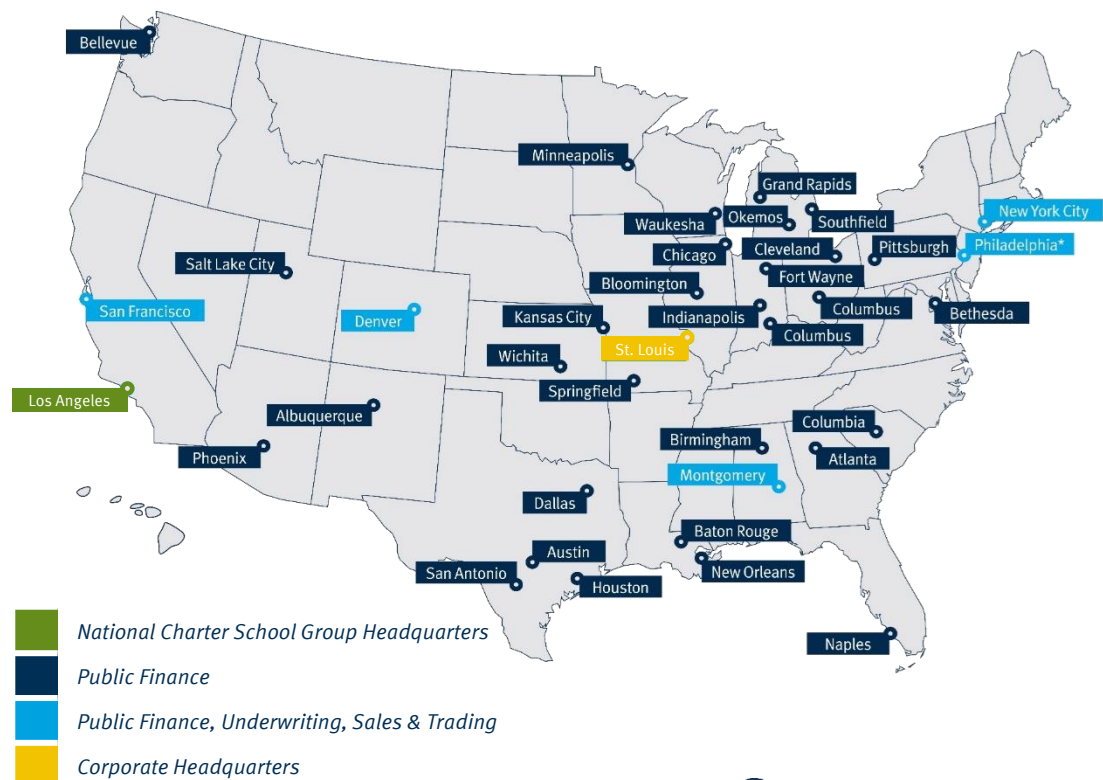 Bellevue
Minneapolis
Grand Rapids
Waukesha
Okemos
Southfield
New York City
Chicago
Cleveland
Pittsburgh
Philadelphia*
Salt Lake City
Bloomington
Fort Wayne
San Francisco
Denver
Kansas City
Indianapolis
Columbus
Bethesda
Columbus
St. Louis
Wichita
Springfield
Los Angeles
Albuquerque
Columbia
Birmingham
Phoenix
Atlanta
Montgomery
Dallas
Baton Rouge
Austin
San Antonio
New Orleans
Houston
Naples
National Charter School Group Headquarters
Public Finance
Public Finance, Underwriting, Sales & Trading
Corporate Headquarters